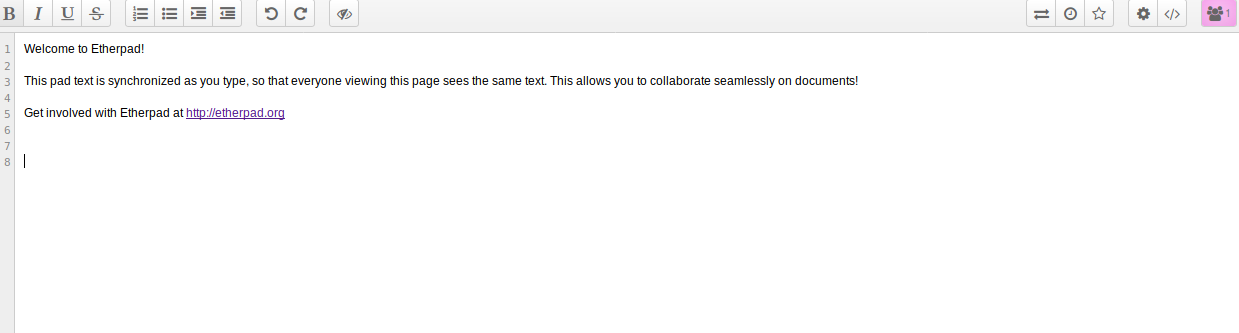 B I U S
1
1 Welcome to Etherpad!
2
3 This pad text is synchronized as you type, so that everyone viewing this page sees the same text. This allows you to collaborate seamlessly on documents!
4
5 Get involved with Etherpad at http://etherpad.org
6
7
8